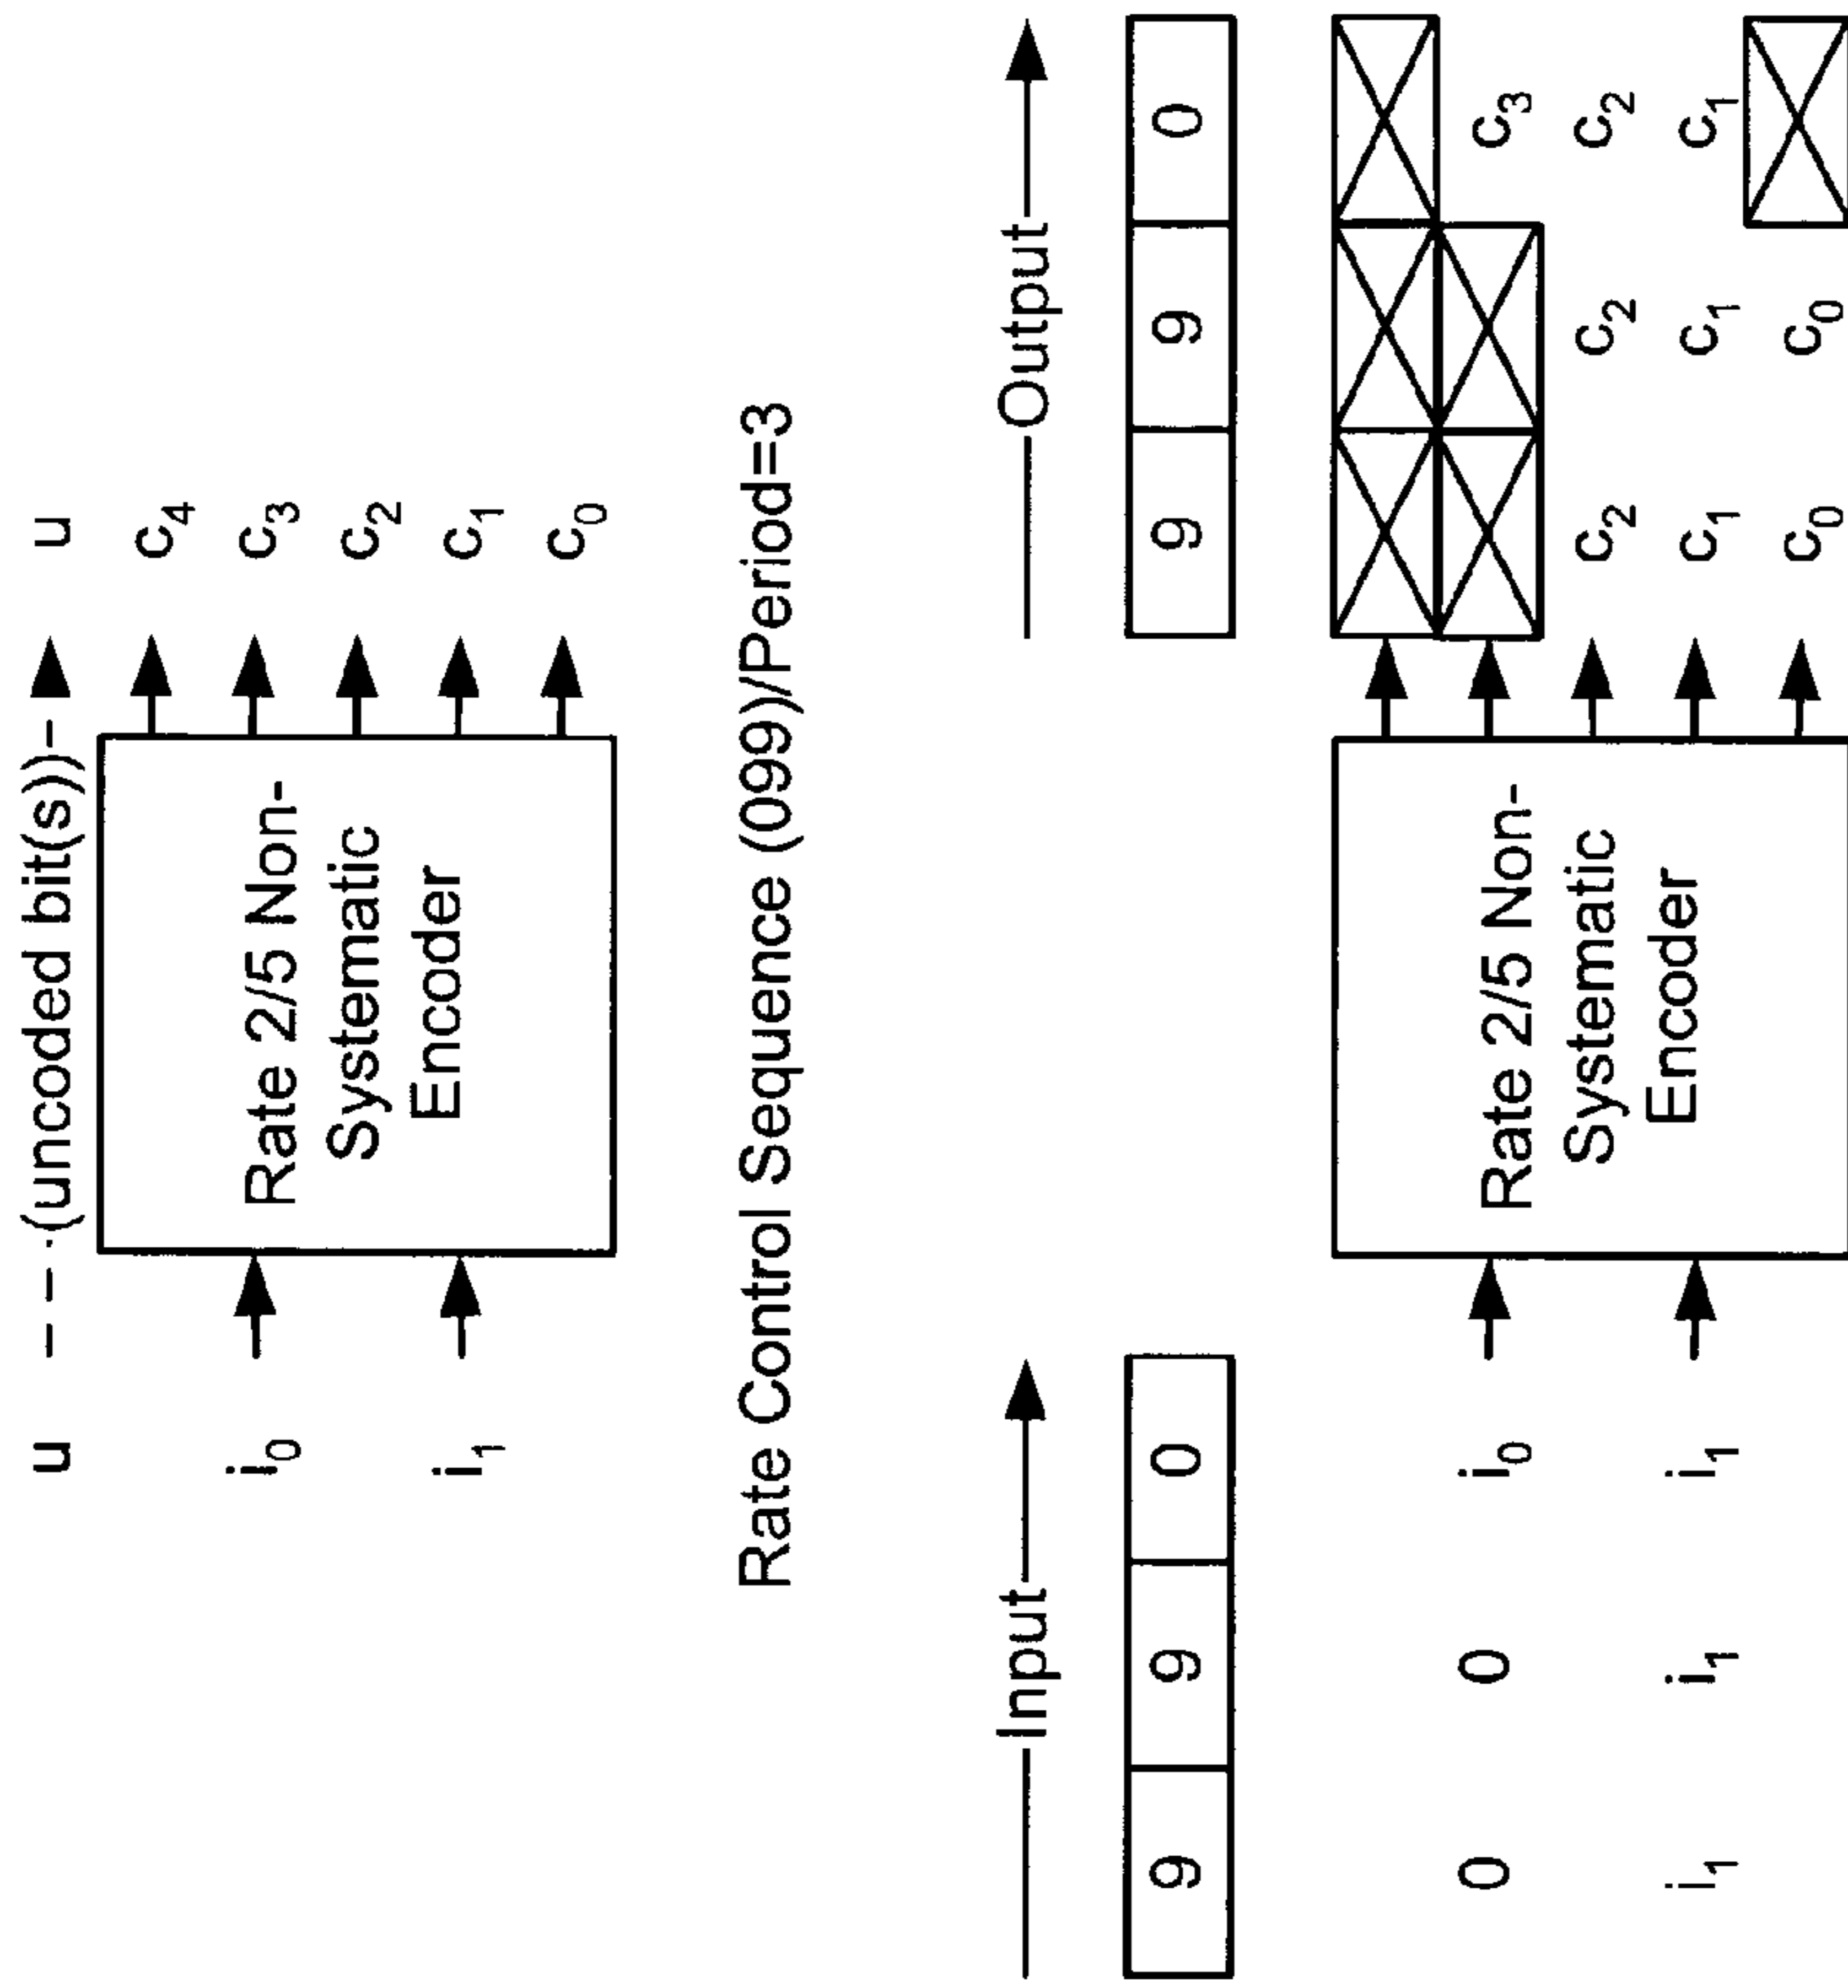 u (uncoded bit(s)) u
c₄
i₀ Rate 2/5 Non- c₃
Systematic c₂
i₁ Encoder c₁
c₀
Rate Control Sequence (099)/Period=3
Input Output
9 9 0 9 9 0
0 0 i₀ Rate 2/5 Non- c₃
Systematic c₂ c₂ c₂
i₁ i₁ i₁ Encoder c₁ c₁ c₁
c₀ c₀